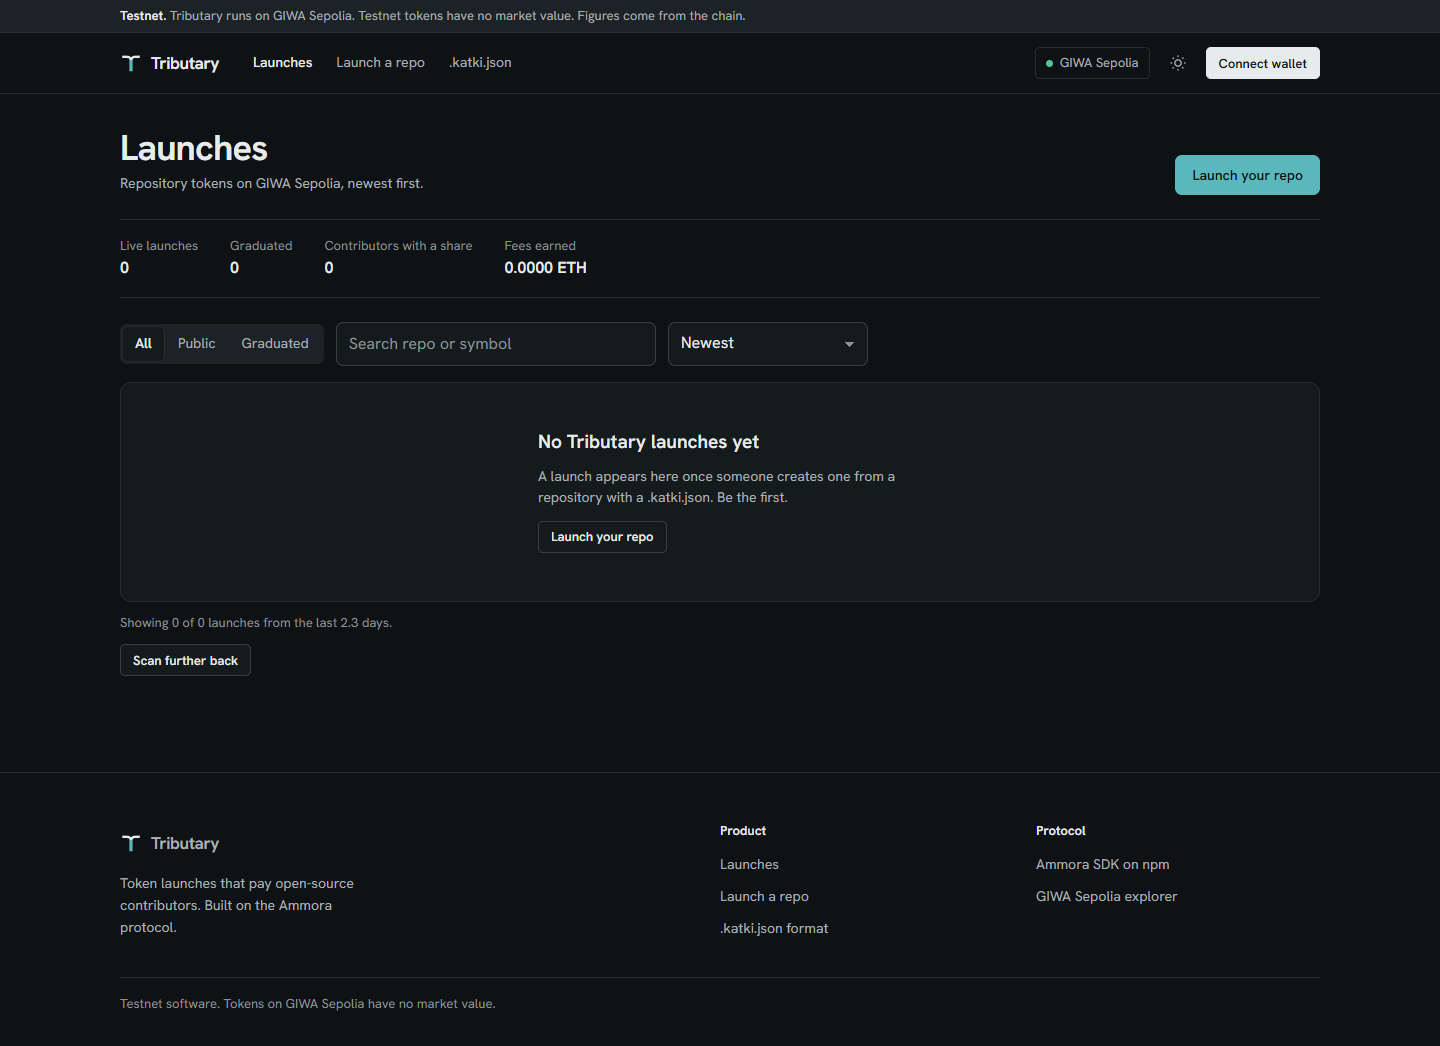 Testnet. Tributary runs on GIWA Sepolia. Testnet tokens have no market value. Figures come from the chain.
Tributary Launches Launch a repo .katki.json GIWA Sepolia Connect wallet
Launches
Repository tokens on GIWA Sepolia, newest first.
Launch your repo
Live launches Graduated Contributors with a share Fees earned
0 0 0 0.0000 ETH
All Public Graduated Search repo or symbol Newest
No Tributary launches yet
A launch appears here once someone creates one from a
repository with a .katki.json. Be the first.
Launch your repo
Showing 0 of 0 launches from the last 2.3 days.
Scan further back
Tributary
Token launches that pay open-source
contributors. Built on the Ammora
protocol.
Product
Launches
Launch a repo
.katki.json format
Protocol
Ammora SDK on npm
GIWA Sepolia explorer
Testnet software. Tokens on GIWA Sepolia have no market value.